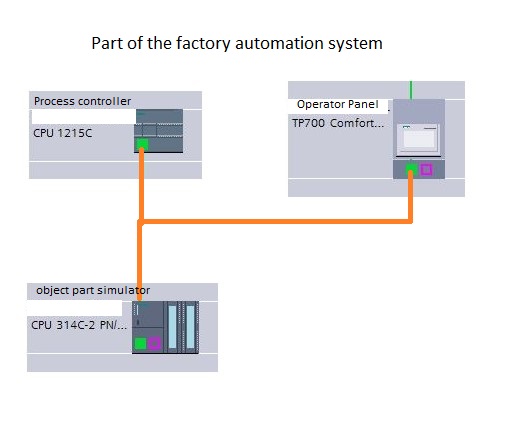 Part of the factory automation system
Process controller
CPU 1215C
Operator Panel
TP700 Comfort...
object part simulator
CPU 314C-2 PN/...